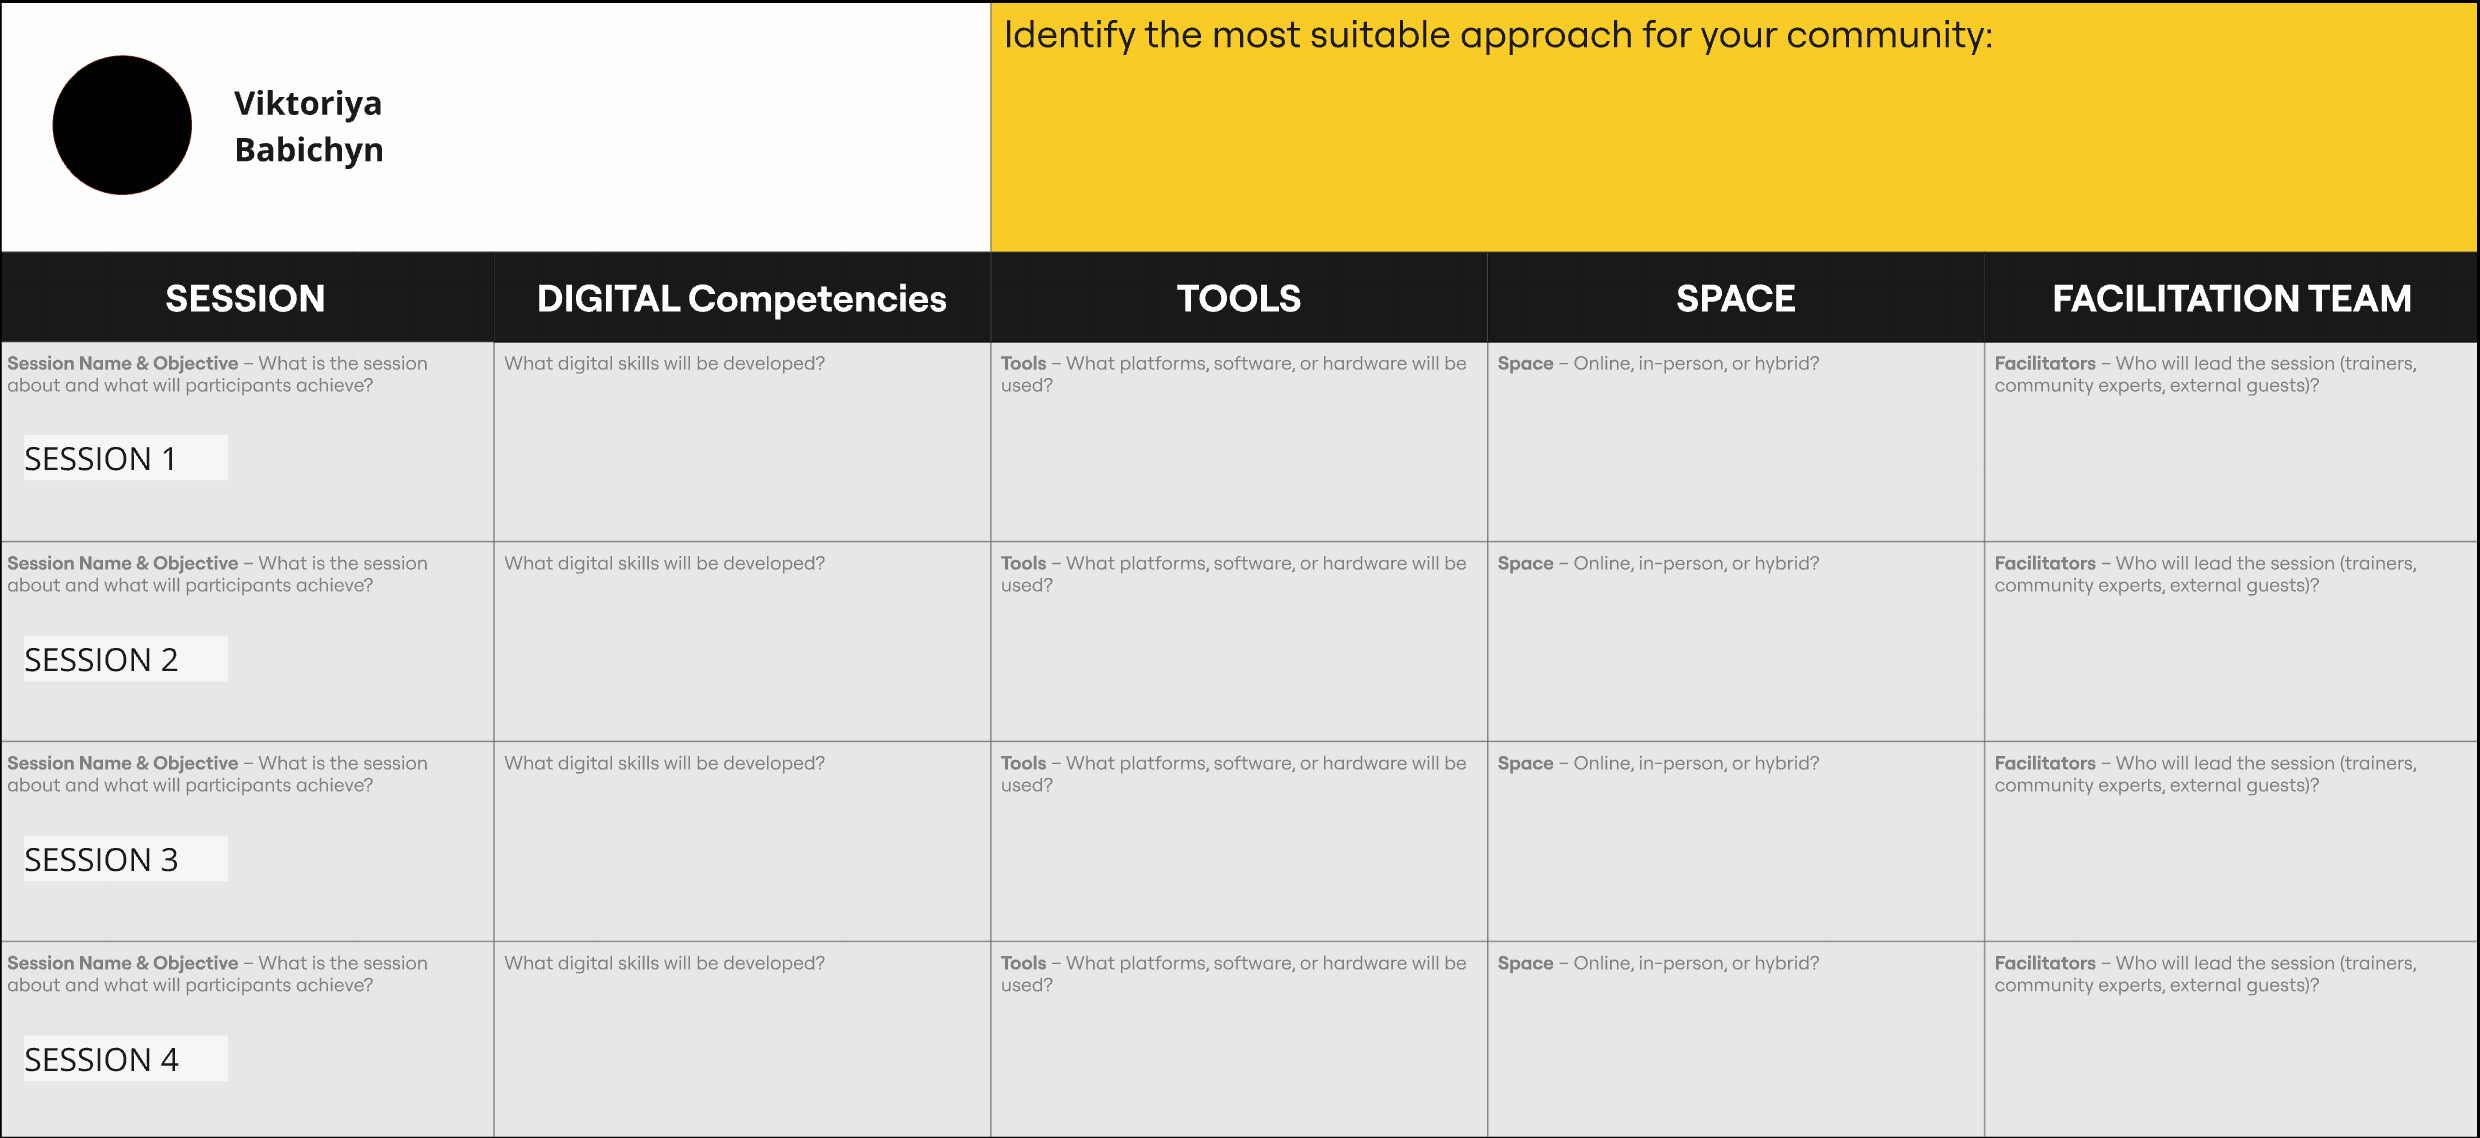 Viktoriya
Babichyn
Identify the most suitable approach for your community:
SESSION
DIGITAL Competencies
TOOLS
SPACE
FACILITATION TEAM
Session Name & Objective – What is the session
about and what will participants achieve?
SESSION 1
What digital skills will be developed?
Tools – What platforms, software, or hardware will be
used?
Space – Online, in-person, or hybrid?
Facilitators – Who will lead the session (trainers,
community experts, external guests)?
Session Name & Objective – What is the session
about and what will participants achieve?
SESSION 2
What digital skills will be developed?
Tools – What platforms, software, or hardware will be
used?
Space – Online, in-person, or hybrid?
Facilitators – Who will lead the session (trainers,
community experts, external guests)?
Session Name & Objective – What is the session
about and what will participants achieve?
SESSION 3
What digital skills will be developed?
Tools – What platforms, software, or hardware will be
used?
Space – Online, in-person, or hybrid?
Facilitators – Who will lead the session (trainers,
community experts, external guests)?
Session Name & Objective – What is the session
about and what will participants achieve?
SESSION 4
What digital skills will be developed?
Tools – What platforms, software, or hardware will be
used?
Space – Online, in-person, or hybrid?
Facilitators – Who will lead the session (trainers,
community experts, external guests)?